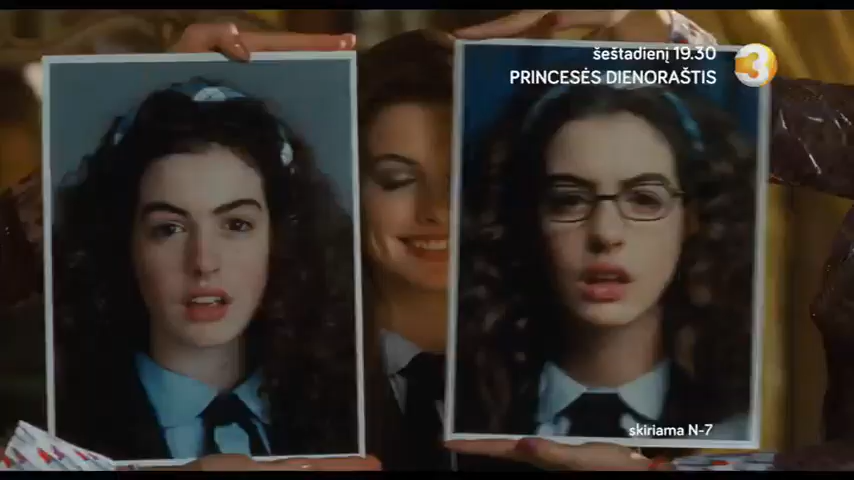 šeštadienį 19.30
PRINCESĖS DIENORAŠTIS
3
skiriama N-7